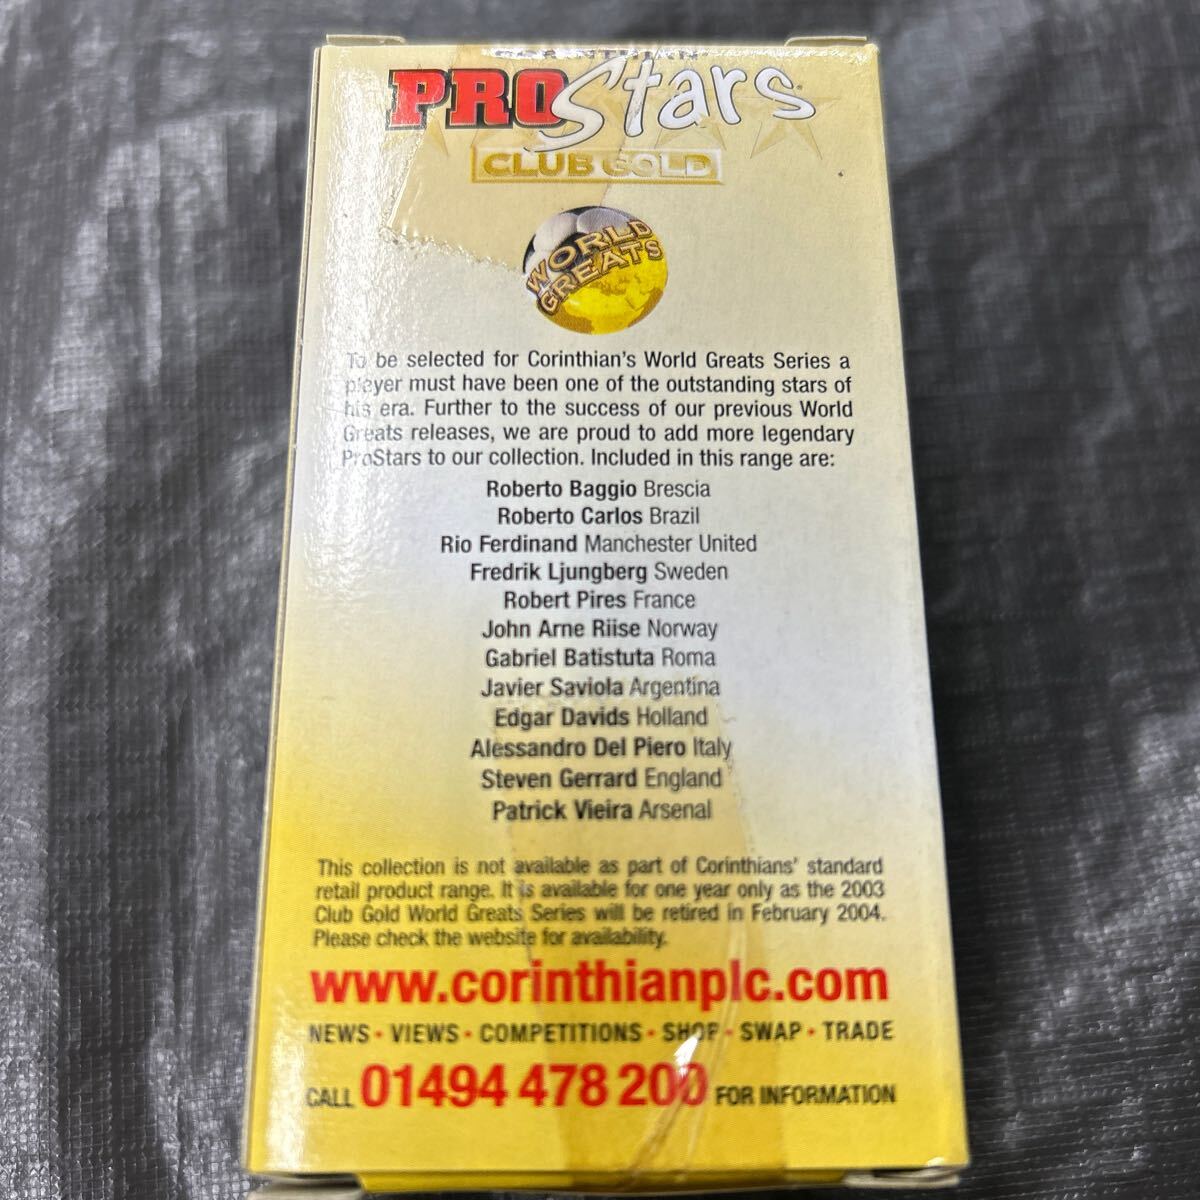 CORINTHIAN
PROStars
CLUB GOLD
WORLD
GREATS
To be selected for Corinthian's World Greats Series a
player must have been one of the outstanding stars of
his era. Further to the success of our previous World
Greats releases, we are proud to add more legendary
ProStars to our collection. Included in this range are:
Roberto Baggio Brescia
Roberto Carlos Brazil
Rio Ferdinand Manchester United
Fredrik Ljungberg Sweden
Robert Pires France
John Arne Riise Norway
Gabriel Batistuta Roma
Javier Saviola Argentina
Edgar Davids Holland
Alessandro Del Piero Italy
Steven Gerrard England
Patrick Vieira Arsenal
This collection is not available as part of Corinthians' standard
retail product range. It is available for one year only as the 2003
Club Gold World Greats Series will be retired in February 2004.
Please check the website for availability.
www.corinthianplc.com
NEWS · VIEWS · COMPETITIONS · SHOP · SWAP · TRADE
CALL 01494 478 200 FOR INFORMATION